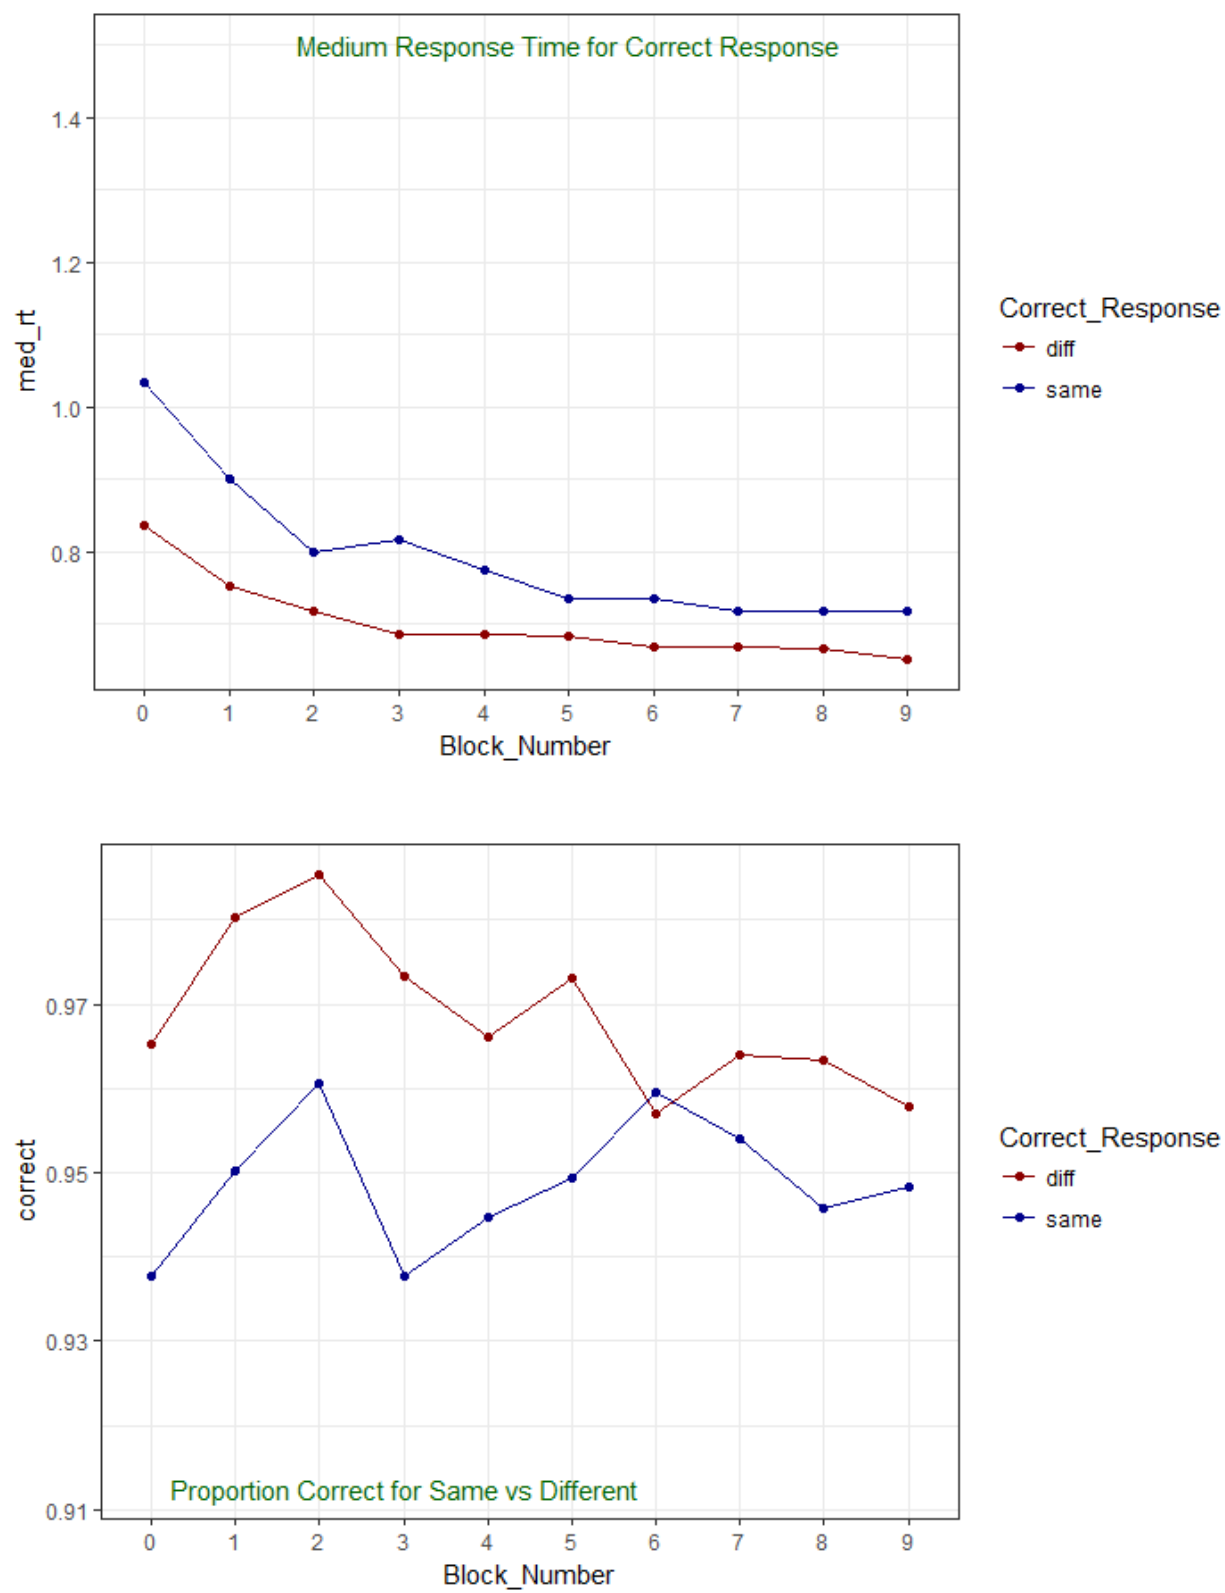 Medium Response Time for Correct Response
1.4
1.2
1.0
0.8
med_rt
0 1 2 3 4 5 6 7 8 9
Block_Number
Correct_Response
diff
same
0.97
0.95
0.93
0.91
correct
Proportion Correct for Same vs Different
0 1 2 3 4 5 6 7 8 9
Block_Number
Correct_Response
diff
same